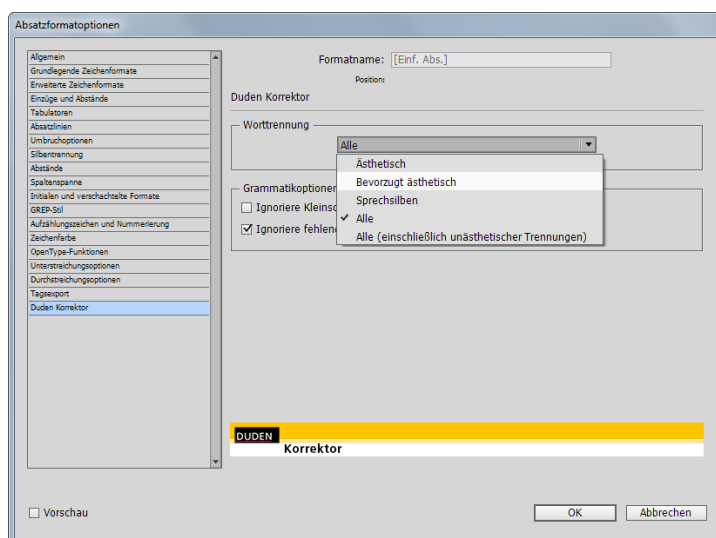 Absatzformatoptionen
Allgemein
Grundlegende Zeichenformate
Erweiterte Zeichenformate
Einzüge und Abstände
Tabulatoren
Absatzlinien
Umbruchoptionen
Silbentrennung
Abstände
Spaltenspanne
Initialen und verschachtelte Formate
GREP-Stil
Aufzählungszeichen und Nummerierung
Zeichenfarbe
OpenType-Funktionen
Unterstreichungsoptionen
Durchstreichungsoptionen
Tagsexport
Duden Korrektor
Formatname: [Einf. Abs.]
Position:
Duden Korrektor
Worttrennung
Alle
Ästhetisch
Bevorzugt ästhetisch
Sprechsilben
Alle
Alle (einschließlich unästhetischer Trennungen)
Grammatikoptionen
Ignoriere Kleinsc
Ignoriere fehlend
DUDEN
Korrektor
Vorschau
OK
Abbrechen